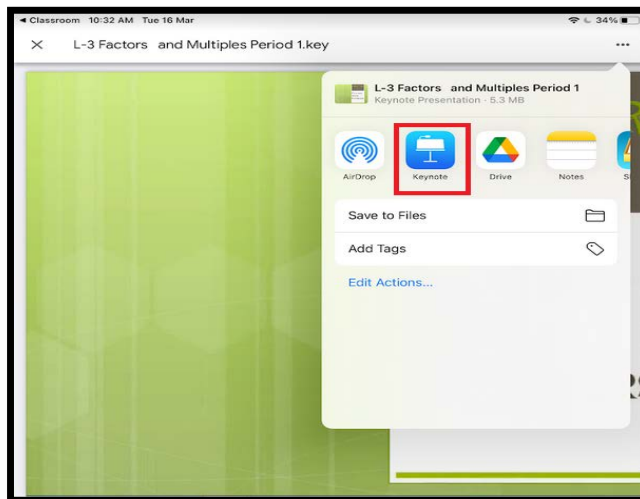 ◂ Classroom 10:32 AM Tue 16 Mar 34%
L-3 Factors and Multiples Period 1.key
L-3 Factors and Multiples Period 1
Keynote Presentation · 5.3 MB
AirDrop Keynote Drive Notes
Save to Files
Add Tags
Edit Actions...